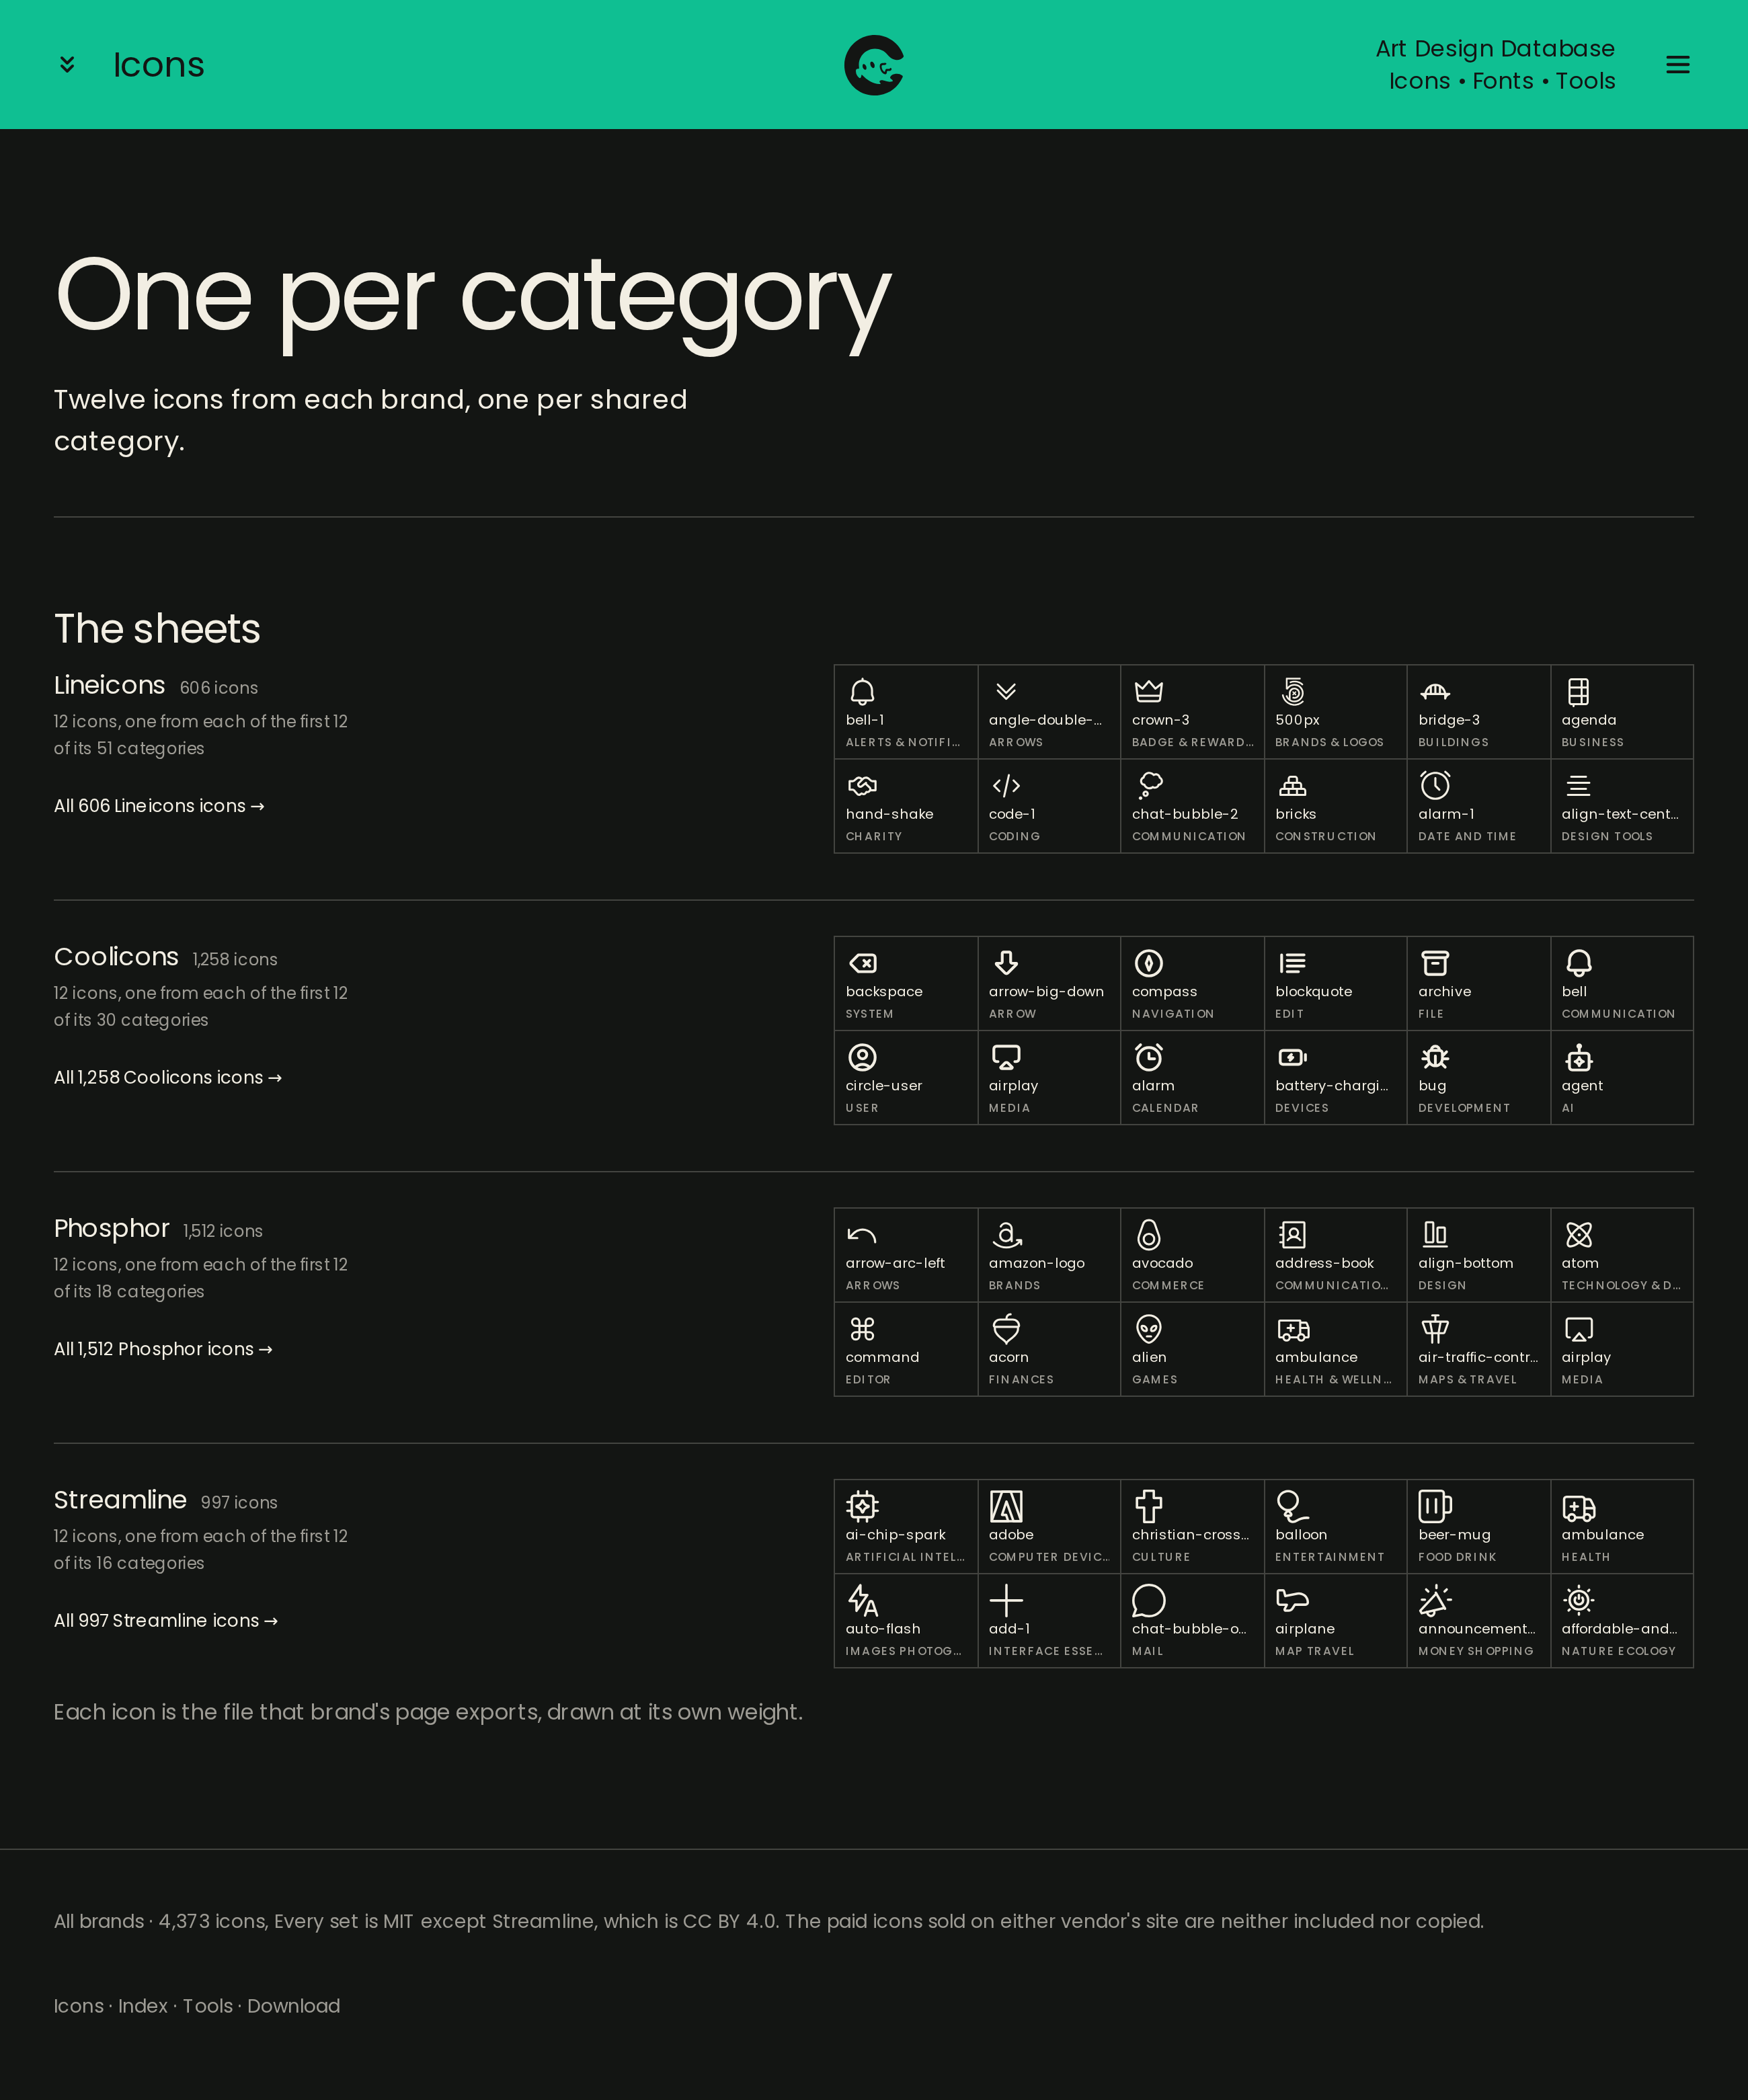 Icons
Art Design Database
Icons • Fonts • Tools
One per category
Twelve icons from each brand, one per shared
category.
The sheets
Lineicons 606 icons
12 icons, one from each of the first 12
of its 51 categories
All 606 Lineicons icons →
bell-1
ALERTS & NOTIFI...
angle-double-...
ARROWS
crown-3
BADGE & REWARD...
500px
BRANDS & LOGOS
bridge-3
BUILDINGS
agenda
BUSINESS
hand-shake
CHARITY
code-1
CODING
chat-bubble-2
COMMUNICATION
bricks
CONSTRUCTION
alarm-1
DATE AND TIME
align-text-cent...
DESIGN TOOLS
Coolicons 1,258 icons
12 icons, one from each of the first 12
of its 30 categories
All 1,258 Coolicons icons →
backspace
SYSTEM
arrow-big-down
ARROW
compass
NAVIGATION
blockquote
EDIT
archive
FILE
bell
COMMUNICATION
circle-user
USER
airplay
MEDIA
alarm
CALENDAR
battery-chargi...
DEVICES
bug
DEVELOPMENT
agent
AI
Phosphor 1,512 icons
12 icons, one from each of the first 12
of its 18 categories
All 1,512 Phosphor icons →
arrow-arc-left
ARROWS
amazon-logo
BRANDS
avocado
COMMERCE
address-book
COMMUNICATIO...
align-bottom
DESIGN
atom
TECHNOLOGY & D...
command
EDITOR
acorn
FINANCES
alien
GAMES
ambulance
HEALTH & WELLN...
air-traffic-contr...
MAPS & TRAVEL
airplay
MEDIA
Streamline 997 icons
12 icons, one from each of the first 12
of its 16 categories
All 997 Streamline icons →
ai-chip-spark
ARTIFICIAL INTEL...
adobe
COMPUTER DEVIC...
christian-cross...
CULTURE
balloon
ENTERTAINMENT
beer-mug
FOOD DRINK
ambulance
HEALTH
auto-flash
IMAGES PHOTOG...
add-1
INTERFACE ESSE...
chat-bubble-o...
MAIL
airplane
MAP TRAVEL
announcement...
MONEY SHOPPING
affordable-and...
NATURE ECOLOGY
Each icon is the file that brand's page exports, drawn at its own weight.
All brands · 4,373 icons, Every set is MIT except Streamline, which is CC BY 4.0. The paid icons sold on either vendor's site are neither included nor copied.
Icons · Index · Tools · Download